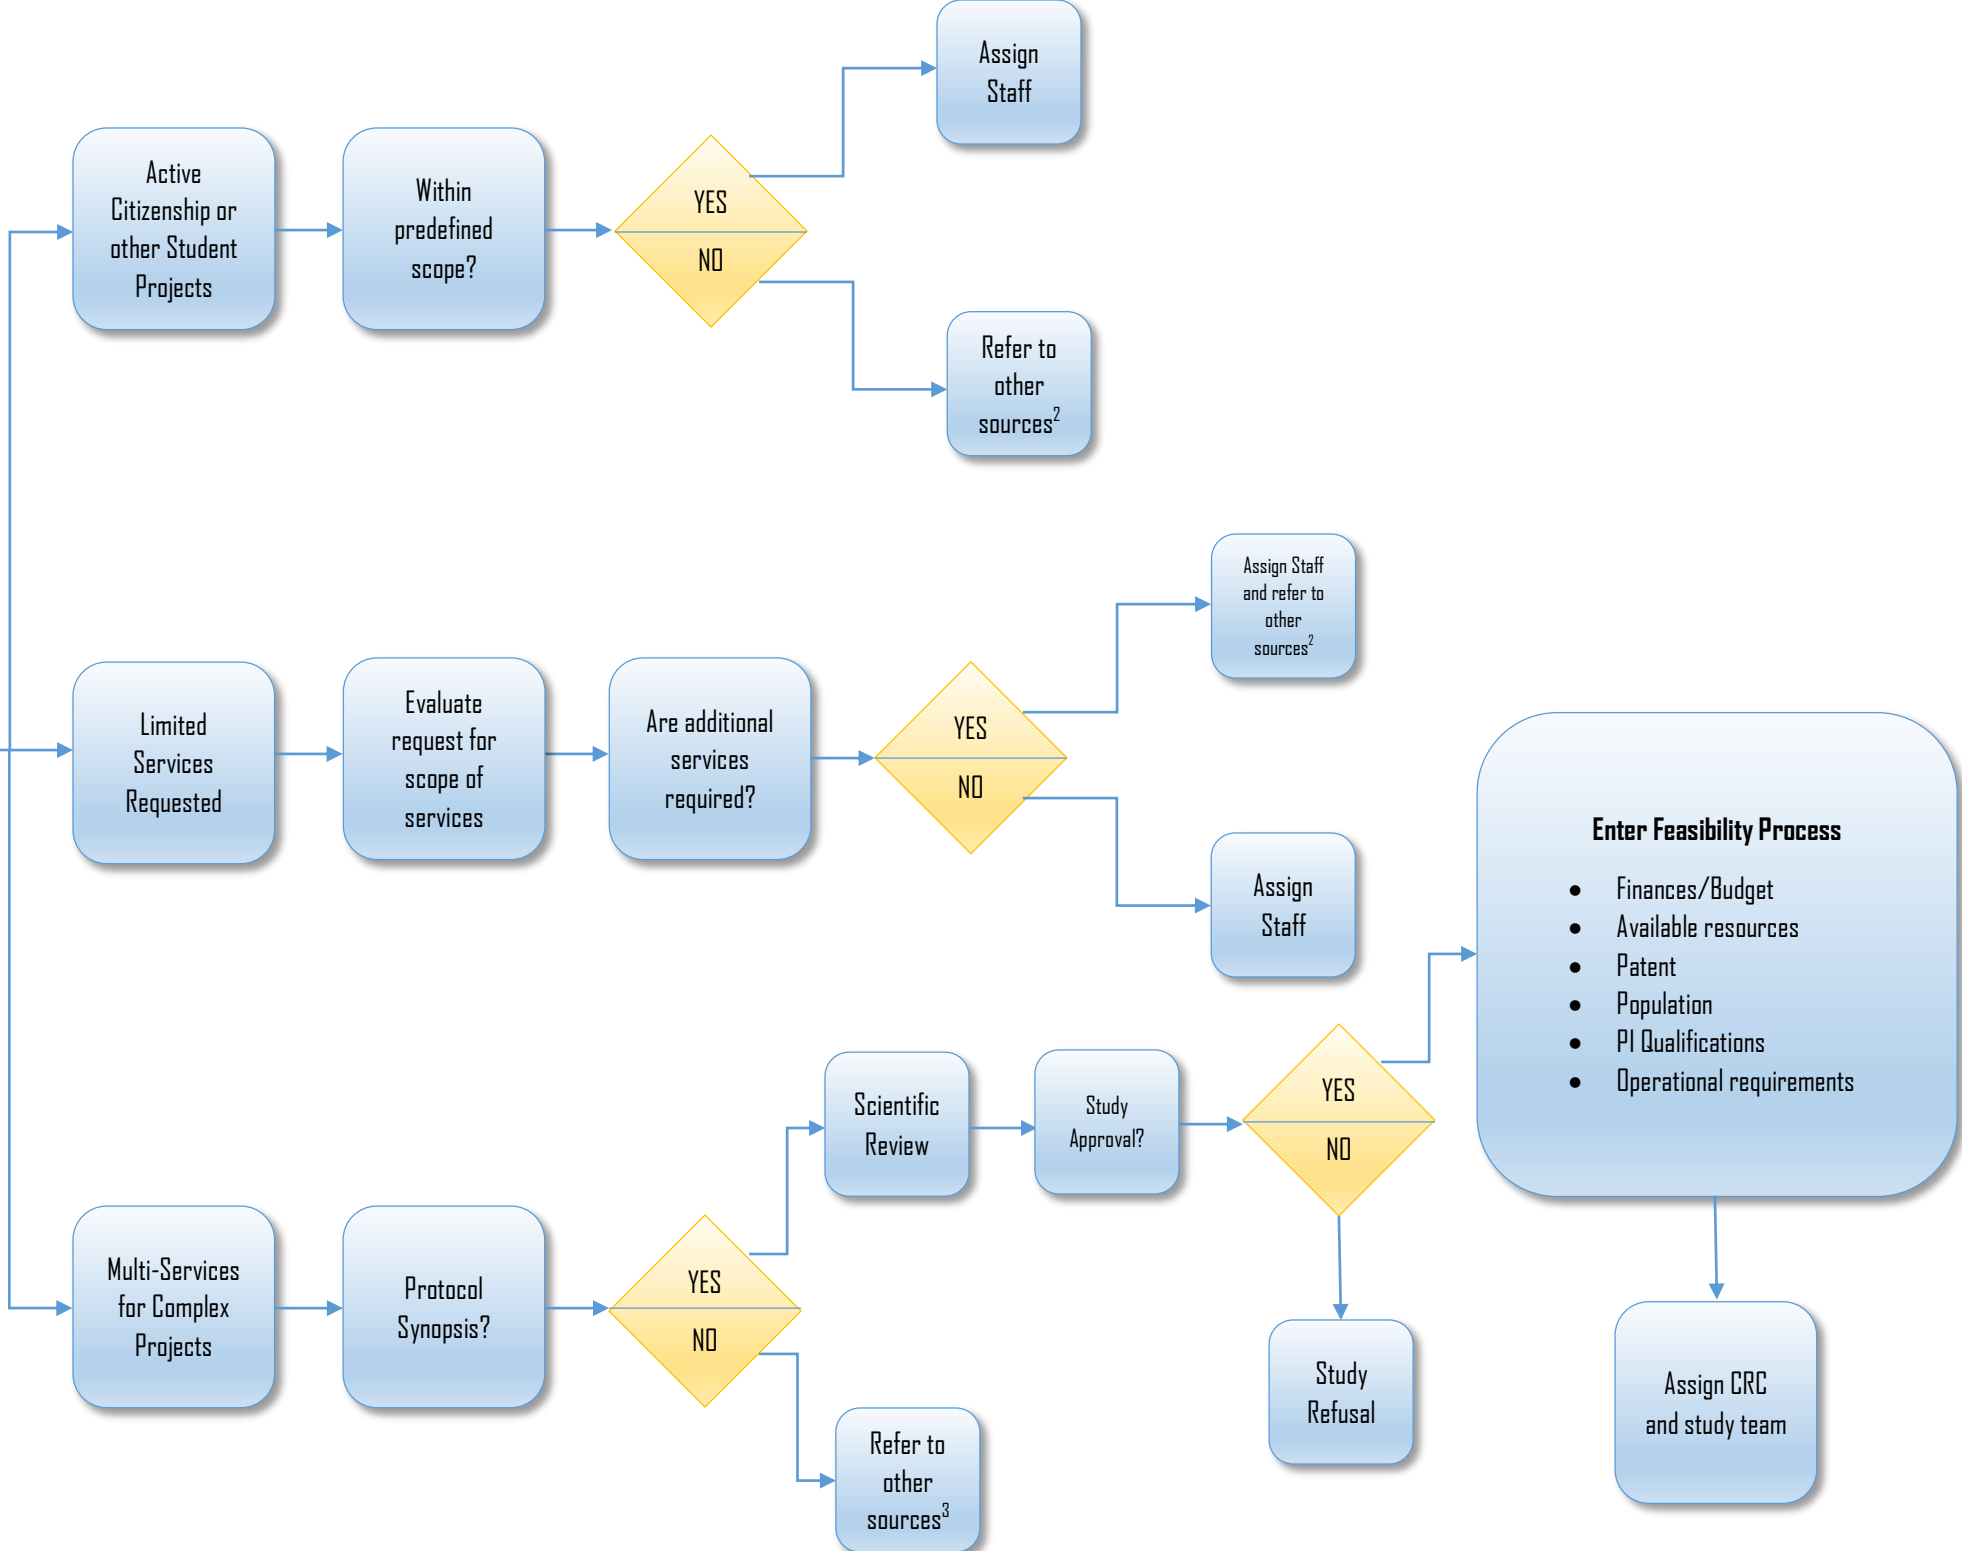 Assign
Staff
Active
Citizenship or
other Student
Projects
Within
predefined
scope?
YES
NO
Refer to
other
sources²
Assign Staff
and refer to
other
sources²
Limited
Services
Requested
Evaluate
request for
scope of
services
Are additional
services
required?
YES
NO
Assign
Staff
Enter Feasibility Process
• Finances/Budget
• Available resources
• Patent
• Population
• PI Qualifications
• Operational requirements
Scientific
Review
Study
Approval?
YES
NO
Multi-Services
for Complex
Projects
Protocol
Synopsis?
YES
NO
Study
Refusal
Assign CRC
and study team
Refer to
other
sources³